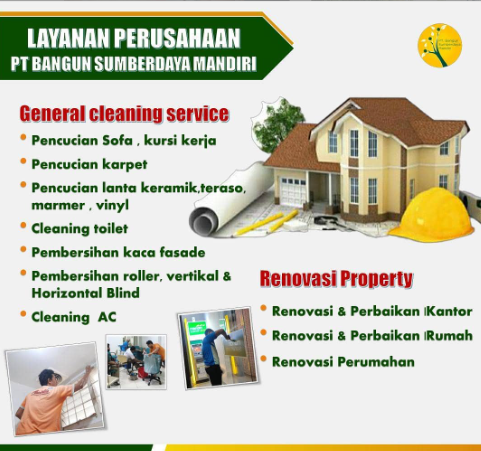 LAYANAN PERUSAHAAN
PT BANGUN SUMBERDAYA MANDIRI
General cleaning service
Pencucian Sofa , kursi kerja
Pencucian karpet
Pencucian lanta keramik,teraso,
marmer , vinyl
Cleaning toilet
Pembersihan kaca fasade
Pembersihan roller, vertikal &
Horizontal Blind
Cleaning AC
Renovasi Property
Renovasi & Perbaikan Kantor
Renovasi & Perbaikan Rumah
Renovasi Perumahan